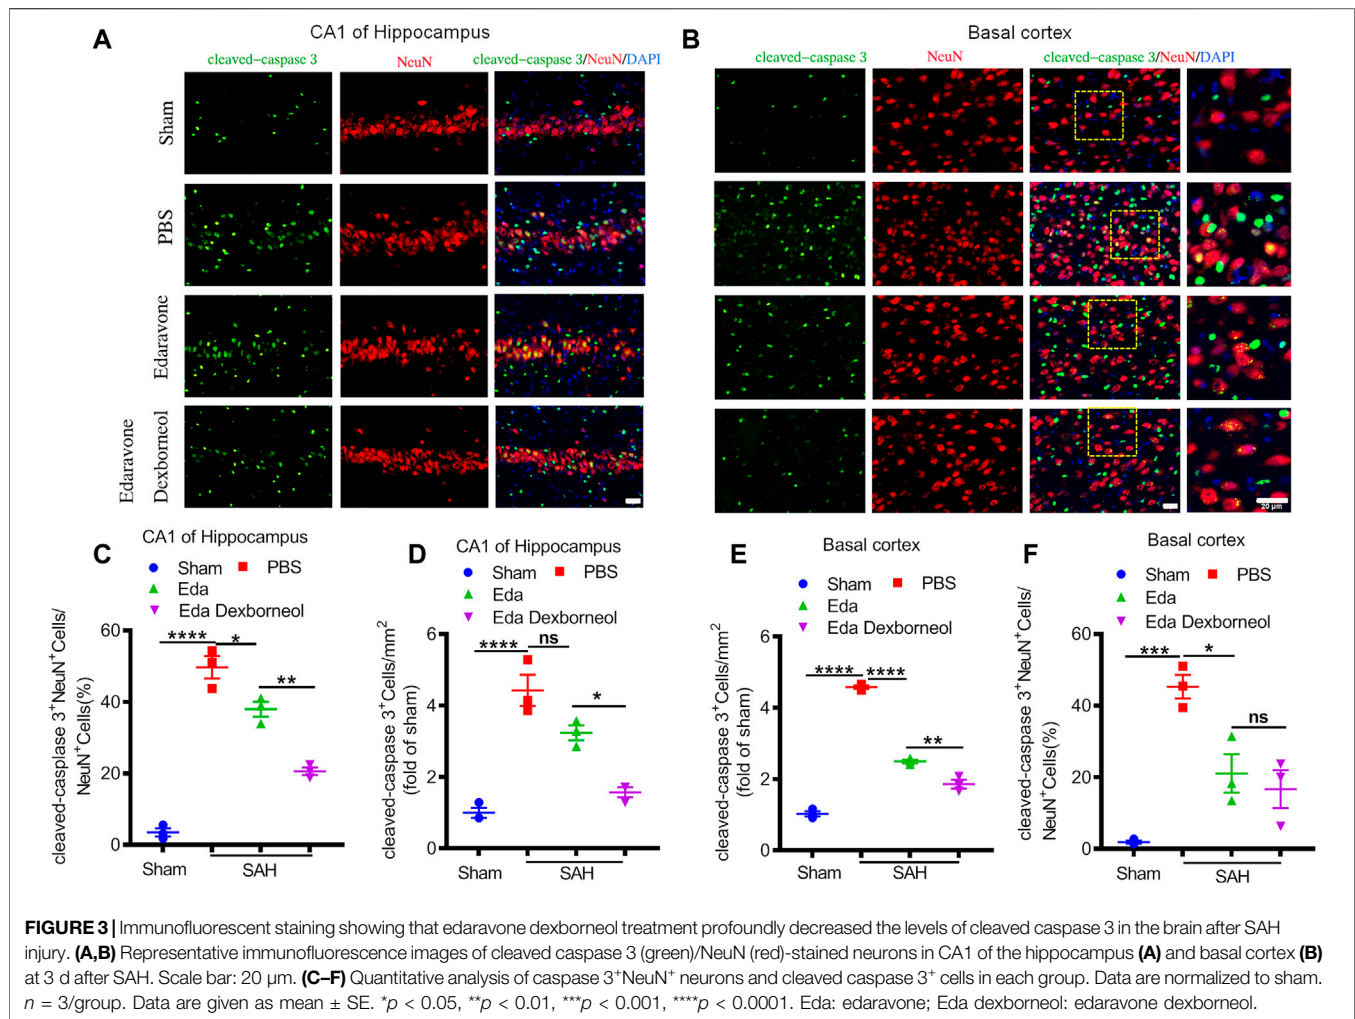 A
CA1 of Hippocampus
cleaved-caspase 3
NeuN
cleaved-caspase 3/NeuN/DAPI
Sham
PBS
Edaravone
Edaravone
Dexborneol
B
Basal cortex
cleaved-caspase 3
NeuN
cleaved-caspase 3/NeuN/DAPI
20 μm
C
CA1 of Hippocampus
Sham
PBS
Eda
Eda Dexborneol
cleaved-casplase 3+NeuN+Cells/
NeuN+Cells(%)
60
40
20
0
****
*
**
Sham
SAH
D
CA1 of Hippocampus
Sham
PBS
Eda
Eda Dexborneol
cleaved-caspase 3+Cells/mm2
(fold of sham)
6
4
2
0
****
ns
*
Sham
SAH
E
Basal cortex
Sham
PBS
Eda
Eda Dexborneol
cleaved-caspase 3+Cells/mm2
(fold of sham)
6
4
2
0
****
****
**
Sham
SAH
F
Basal cortex
Sham
PBS
Eda
Eda Dexborneol
cleaved-caspase 3+NeuN+Cells/
NeuN+Cells(%)
60
40
20
0
***
*
ns
Sham
SAH
FIGURE 3 | Immunofluorescent staining showing that edaravone dexborneol treatment profoundly decreased the levels of cleaved caspase 3 in the brain after SAH
injury. (A,B) Representative immunofluorescence images of cleaved caspase 3 (green)/NeuN (red)-stained neurons in CA1 of the hippocampus (A) and basal cortex (B)
at 3 d after SAH. Scale bar: 20 μm. (C–F) Quantitative analysis of caspase 3+NeuN+ neurons and cleaved caspase 3+ cells in each group. Data are normalized to sham.
n = 3/group. Data are given as mean ± SE. *p < 0.05, **p < 0.01, ***p < 0.001, ****p < 0.0001. Eda: edaravone; Eda dexborneol: edaravone dexborneol.